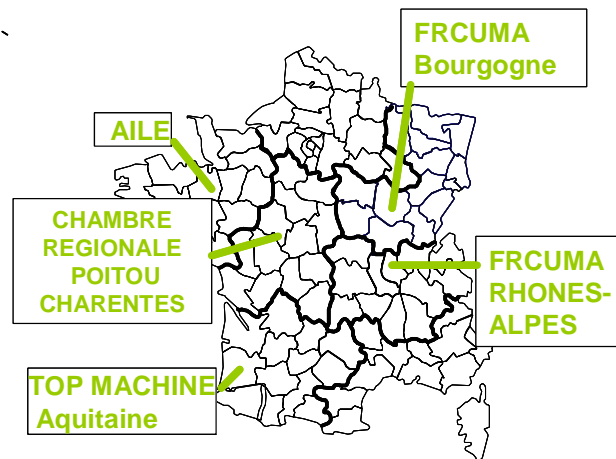 FRCUMA
Bourgogne
AILE
CHAMBRE
REGIONALE
POITOU
CHARENTES
FRCUMA
RHONES-
ALPES
TOP MACHINE
Aquitaine